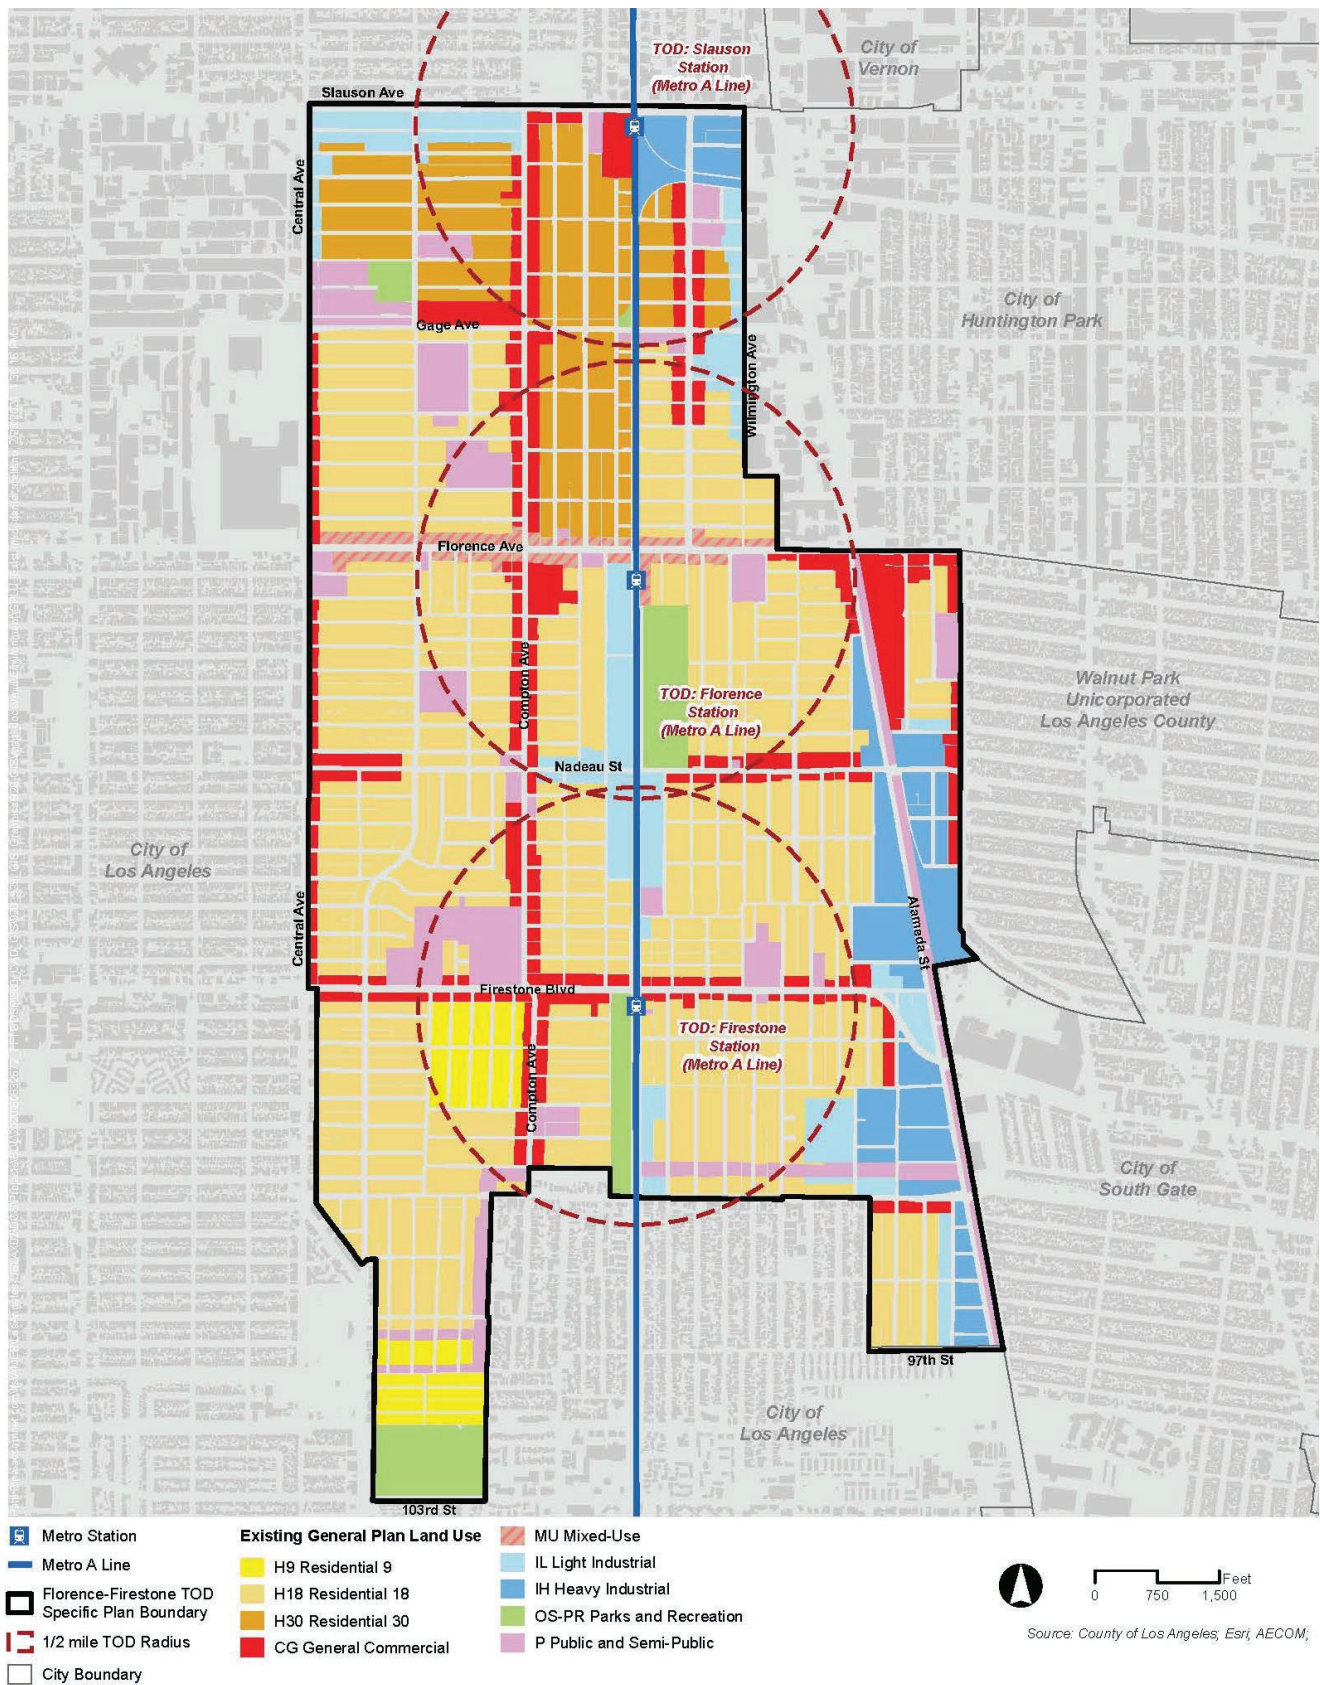 TOD: Slauson
Station
(Metro A Line)
City of
Vernon
Slauson Ave
Central Ave
City of
Huntington Park
Gage Ave
Wilmington Ave
Florence Ave
Compton Ave
TOD: Florence
Station
(Metro A Line)
Walnut Park
Unicorporated
Los Angeles County
Nadeau St
City of
Los Angeles
Central Ave
Alameda St
Firestone Blvd
TOD: Firestone
Station
(Metro A Line)
Compton Ave
City of
South Gate
97th St
City of
Los Angeles
103rd St
Metro Station
Metro A Line
Florence-Firestone TOD
Specific Plan Boundary
1/2 mile TOD Radius
City Boundary
Existing General Plan Land Use
H9 Residential 9
H18 Residential 18
H30 Residential 30
CG General Commercial
MU Mixed-Use
IL Light Industrial
IH Heavy Industrial
OS-PR Parks and Recreation
P Public and Semi-Public
Feet
0 750 1,500
Source: County of Los Angeles; Esri; AECOM;